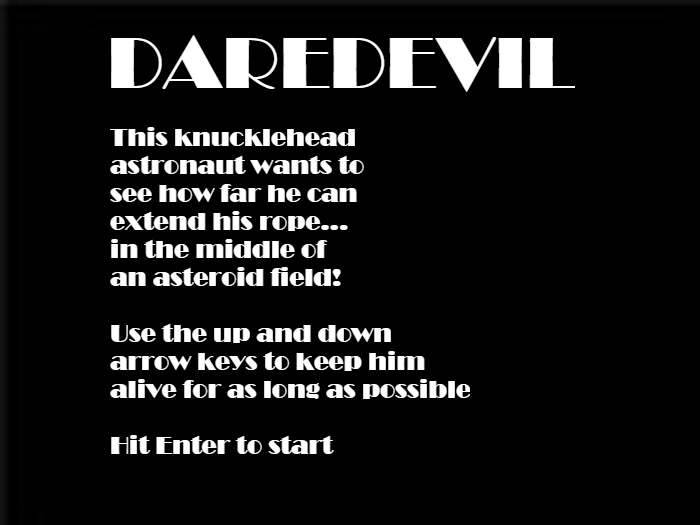 DAREDEVIL
This knucklehead
astronaut wants to
see how far he can
extend his rope...
in the middle of
an asteroid field!
Use the up and down
arrow keys to keep him
alive for as long as possible
Hit Enter to start